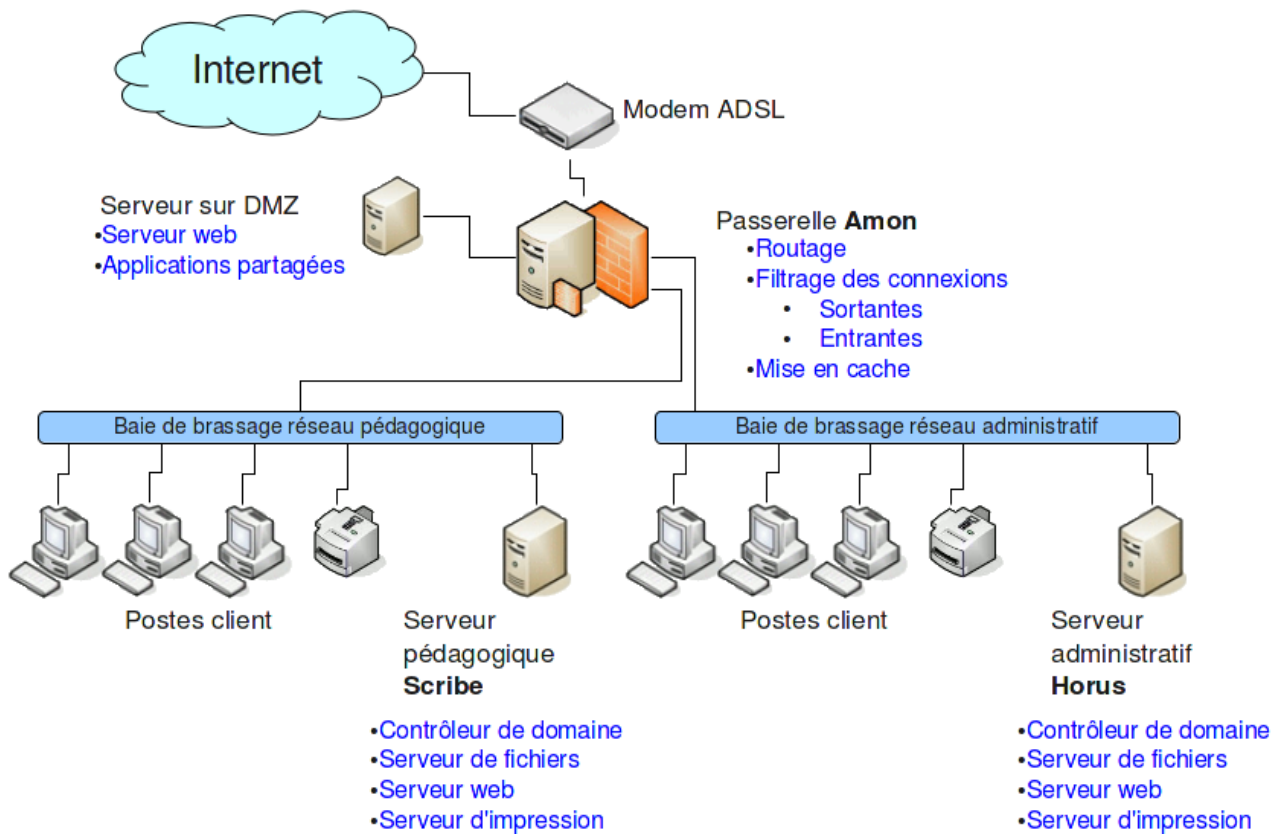 Internet
Modem ADSL
Serveur sur DMZ
•Serveur web
•Applications partagées
Passerelle Amon
•Routage
•Filtrage des connexions
• Sortantes
• Entrantes
•Mise en cache
Baie de brassage réseau pédagogique
Baie de brassage réseau administratif
Postes client
Serveur
pédagogique
Scribe
•Contrôleur de domaine
•Serveur de fichiers
•Serveur web
•Serveur d'impression
Postes client
Serveur
administratif
Horus
•Contrôleur de domaine
•Serveur de fichiers
•Serveur web
•Serveur d'impression